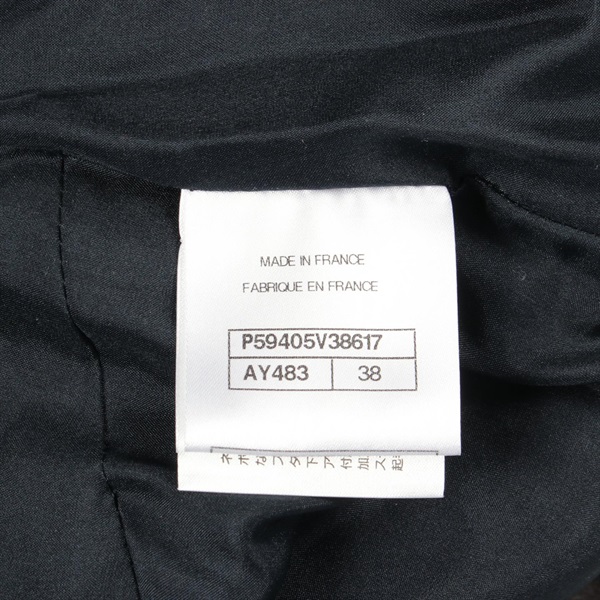 MADE IN FRANCE
FABRIQUE EN FRANCE
P59405V38617
AY483 38